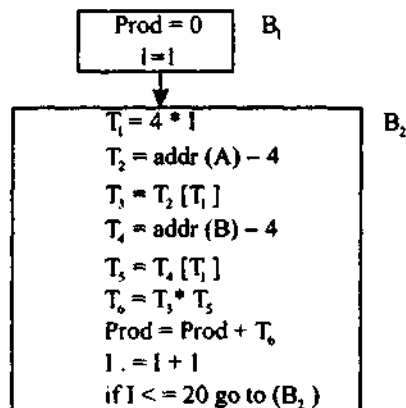 Prod = 0
I = 1
B₁
T₁ = 4 * I
B₂
T₂ = addr (A) – 4
T₃ = T₂ [T₁]
T₄ = addr (B) – 4
T₅ = T₄ [T₁]
T₆ = T₃ * T₅
Prod = Prod + T₆
I . = I + 1
if I < = 20 go to (B₂ )